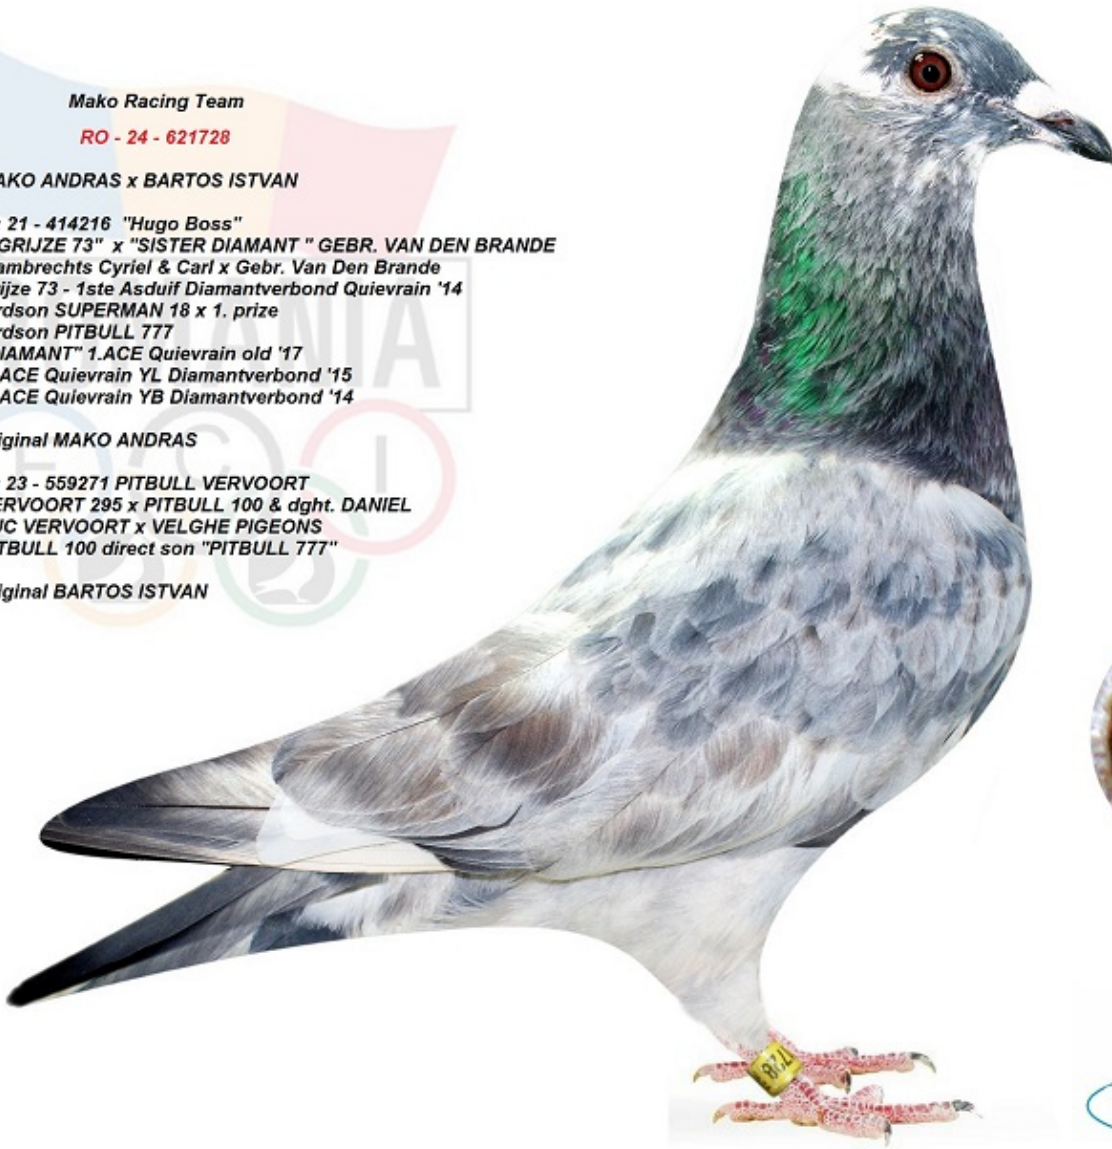 Mako Racing Team
RO - 24 - 621728
AKO ANDRAS x BARTOS ISTVAN
: 21 - 414216 "Hugo Boss"
GRIJZE 73" x "SISTER DIAMANT " GEBR. VAN DEN BRANDE
ambrechts Cyriel & Carl x Gebr. Van Den Brande
ijze 73 - 1ste Asduif Diamantverbond Quievrain '14
rdson SUPERMAN 18 x 1. prize
rdson PITBULL 777
IAMANT" 1.ACE Quievrain old '17
ACE Quievrain YL Diamantverbond '15
ACE Quievrain YB Diamantverbond '14
iginal MAKO ANDRAS
: 23 - 559271 PITBULL VERVOORT
ERVOORT 295 x PITBULL 100 & dght. DANIEL
UC VERVOORT x VELGHE PIGEONS
TBULL 100 direct son "PITBULL 777"
iginal BARTOS ISTVAN
F C I
728